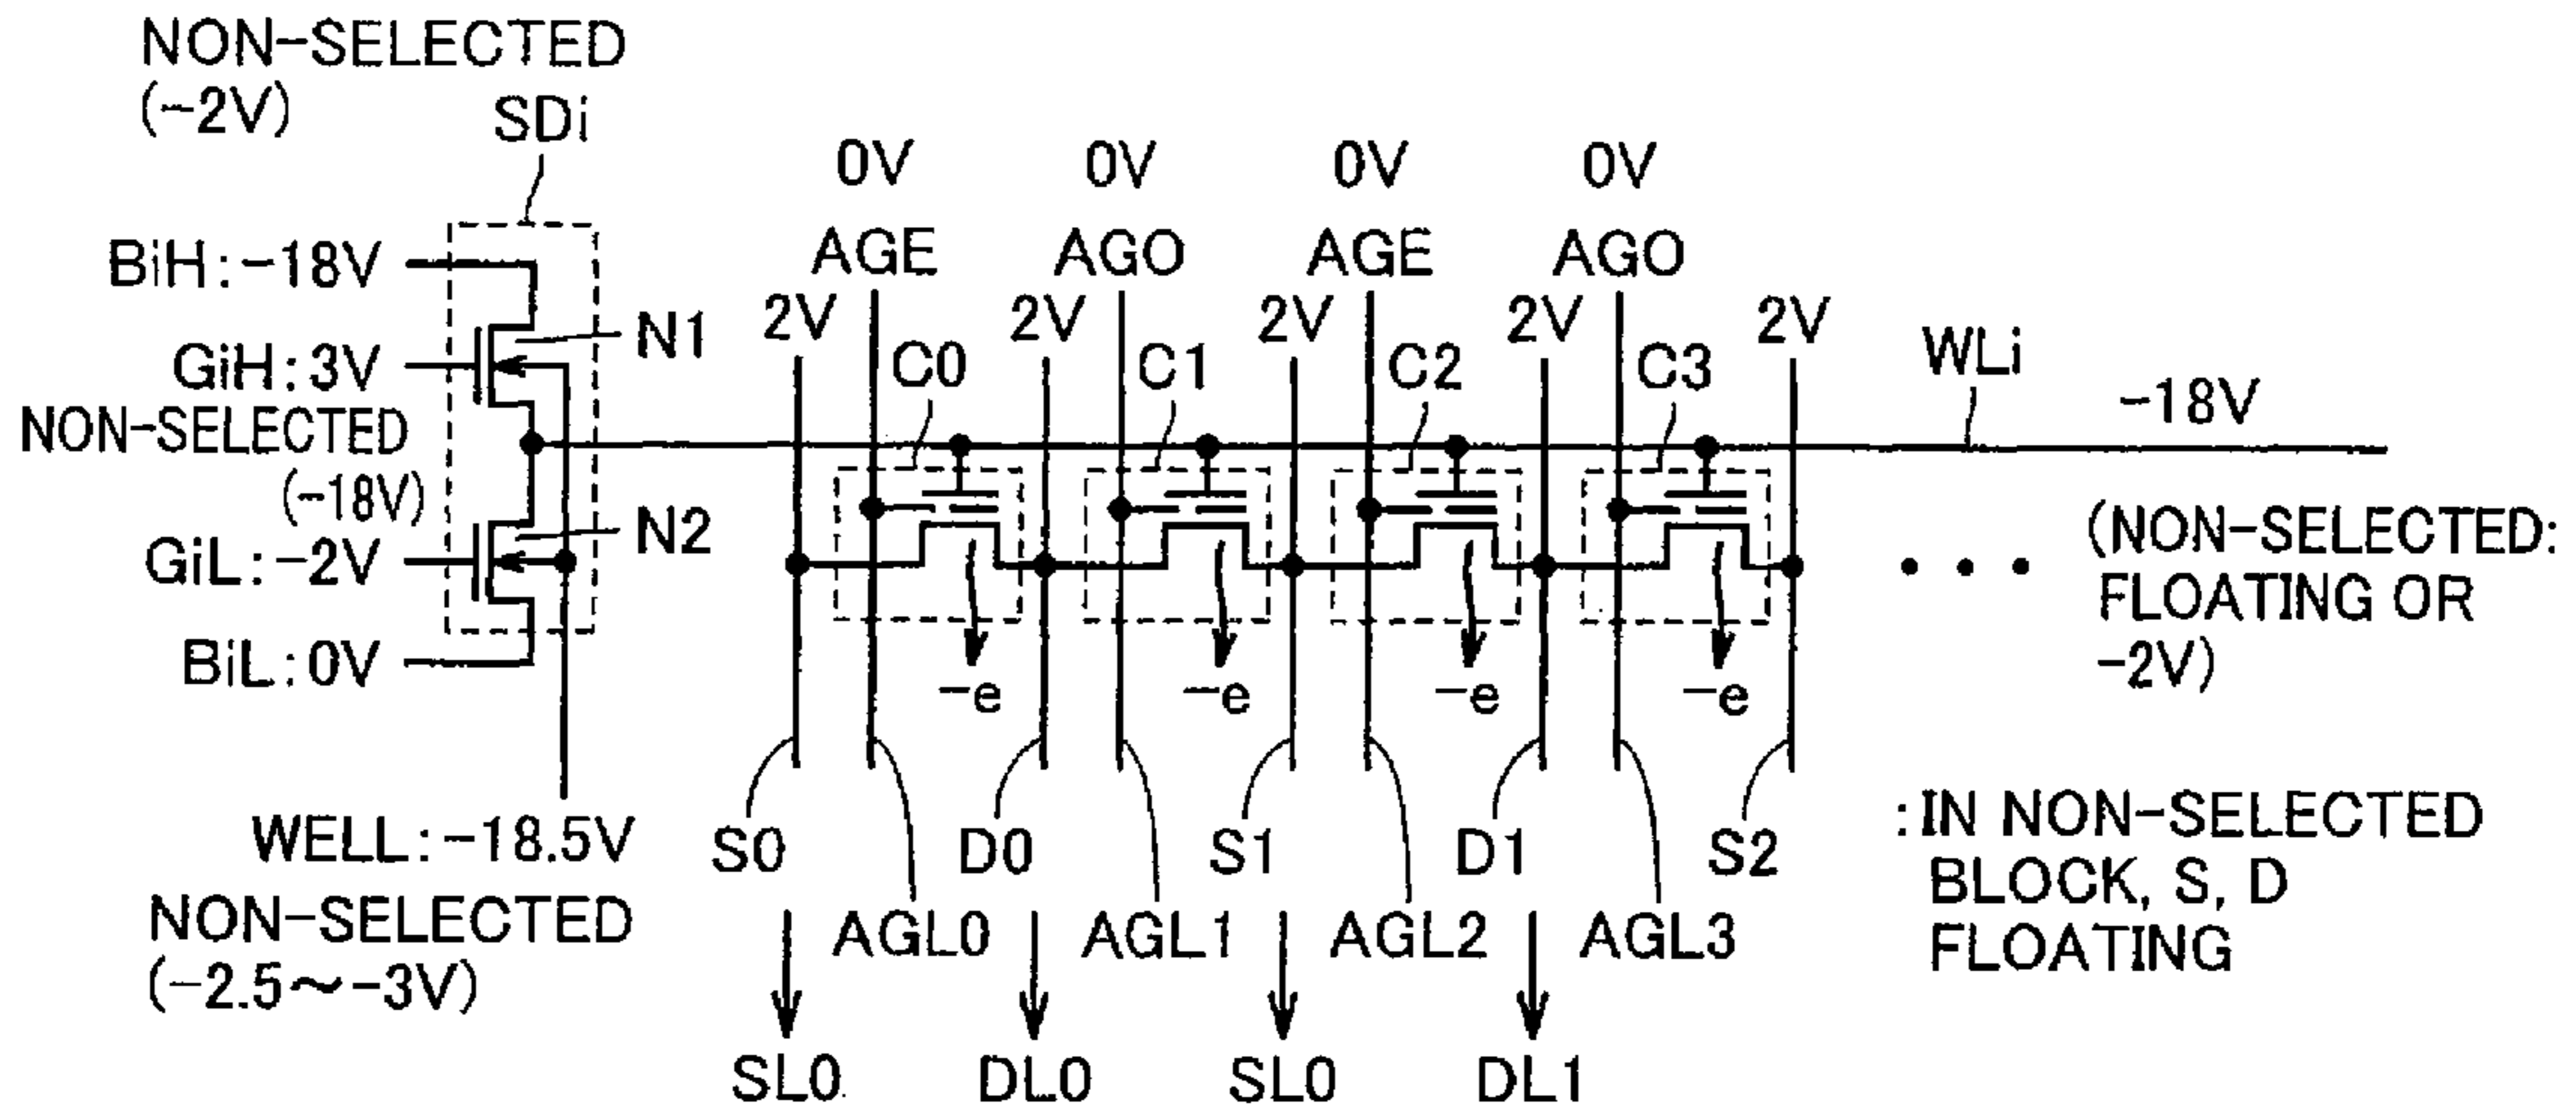 NON-SELECTED
(-2V)
SDi
BiH:-18V
N1
GiH:3V
NON-SELECTED
(-18V)
GiL:-2V
N2
BiL:0V
WELL:-18.5V
NON-SELECTED
(-2.5~-3V)
0V 0V 0V 0V
AGE AGO AGE AGO
2V 2V 2V 2V 2V
C0 C1 C2 C3
WLi
-18V
-e -e -e -e
(NON-SELECTED:
FLOATING OR
-2V)
S0 D0 S1 D1 S2
AGL0 AGL1 AGL2 AGL3
SL0 DL0 SL0 DL1
:IN NON-SELECTED
BLOCK, S, D
FLOATING